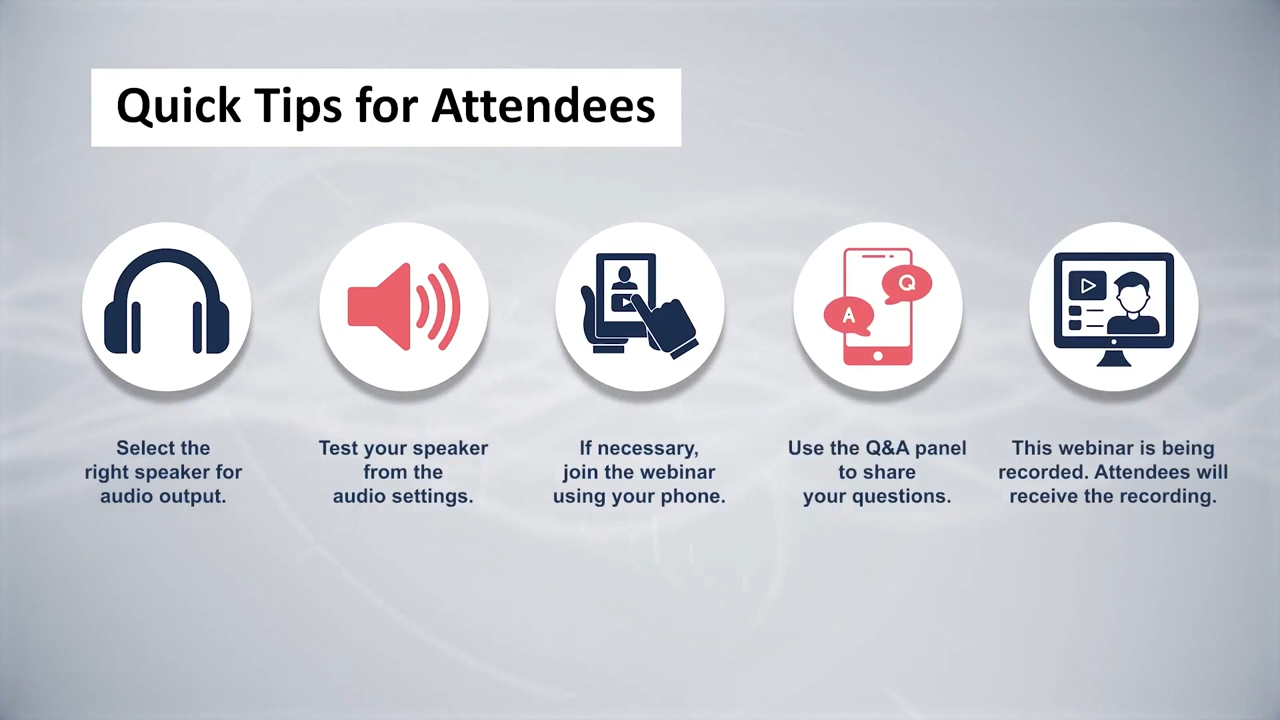 Quick Tips for Attendees
Select the
right speaker for
audio output.
Test your speaker
from the
audio settings.
If necessary,
join the webinar
using your phone.
A
Q
Use the Q&A panel
to share
your questions.
This webinar is being
recorded. Attendees will
receive the recording.